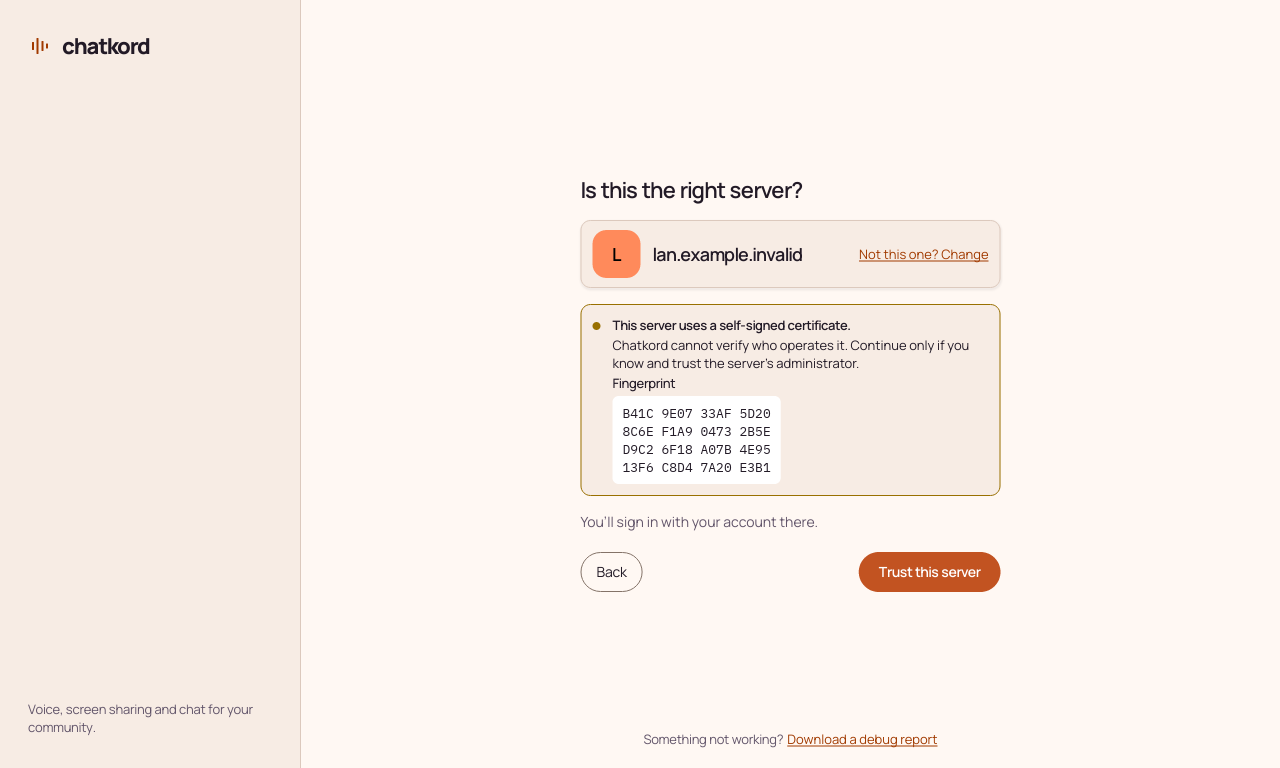 chatkord
Is this the right server?
L
lan.example.invalid
Not this one? Change
This server uses a self-signed certificate.
Chatkord cannot verify who operates it. Continue only if you
know and trust the server's administrator.
Fingerprint
B41C 9E07 33AF 5D20
8C6E F1A9 0473 2B5E
D9C2 6F18 A07B 4E95
13F6 C8D4 7A20 E3B1
You'll sign in with your account there.
Back
Trust this server
Voice, screen sharing and chat for your
community.
Something not working? Download a debug report